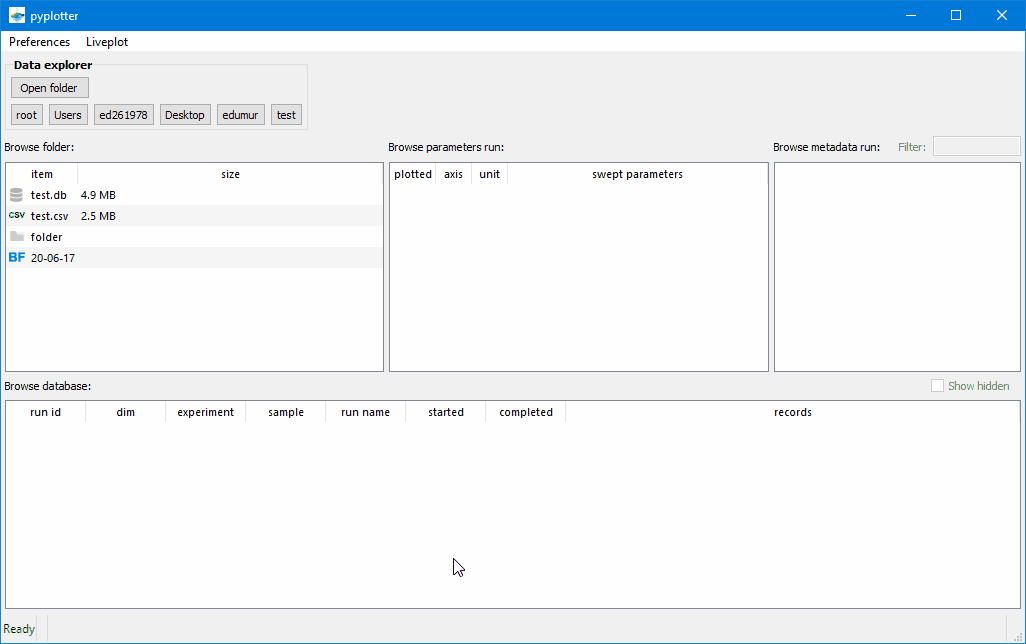 pyplotter
Preferences Liveplot
Data explorer
Open folder
root Users ed261978 Desktop edumur test
Browse folder: Browse parameters run: Browse metadata run: Filter:
item size plotted axis unit swept parameters
test.db 4.9 MB
CSV test.csv 2.5 MB
folder
BF 20-06-17
Browse database: Show hidden
run id dim experiment sample run name started completed records
Ready